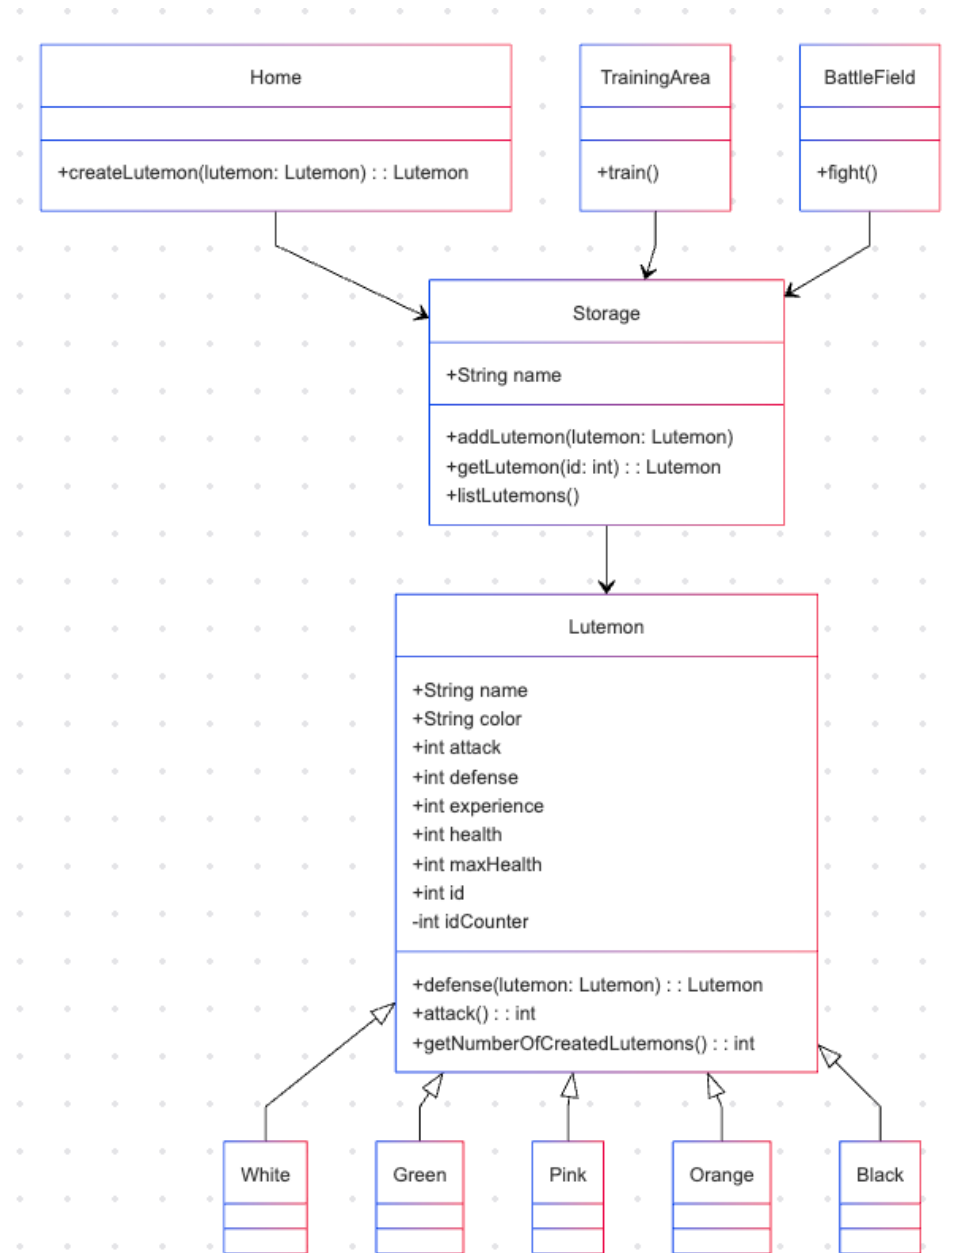 Home
+createLutemon(lutemon: Lutemon) : : Lutemon
TrainingArea
+train()
BattleField
+fight()
Storage
+String name
+addLutemon(lutemon: Lutemon)
+getLutemon(id: int) : : Lutemon
+listLutemons()
Lutemon
+String name
+String color
+int attack
+int defense
+int experience
+int health
+int maxHealth
+int id
-int idCounter
+defense(lutemon: Lutemon) : : Lutemon
+attack() : : int
+getNumberOfCreatedLutemons() : : int
White
Green
Pink
Orange
Black